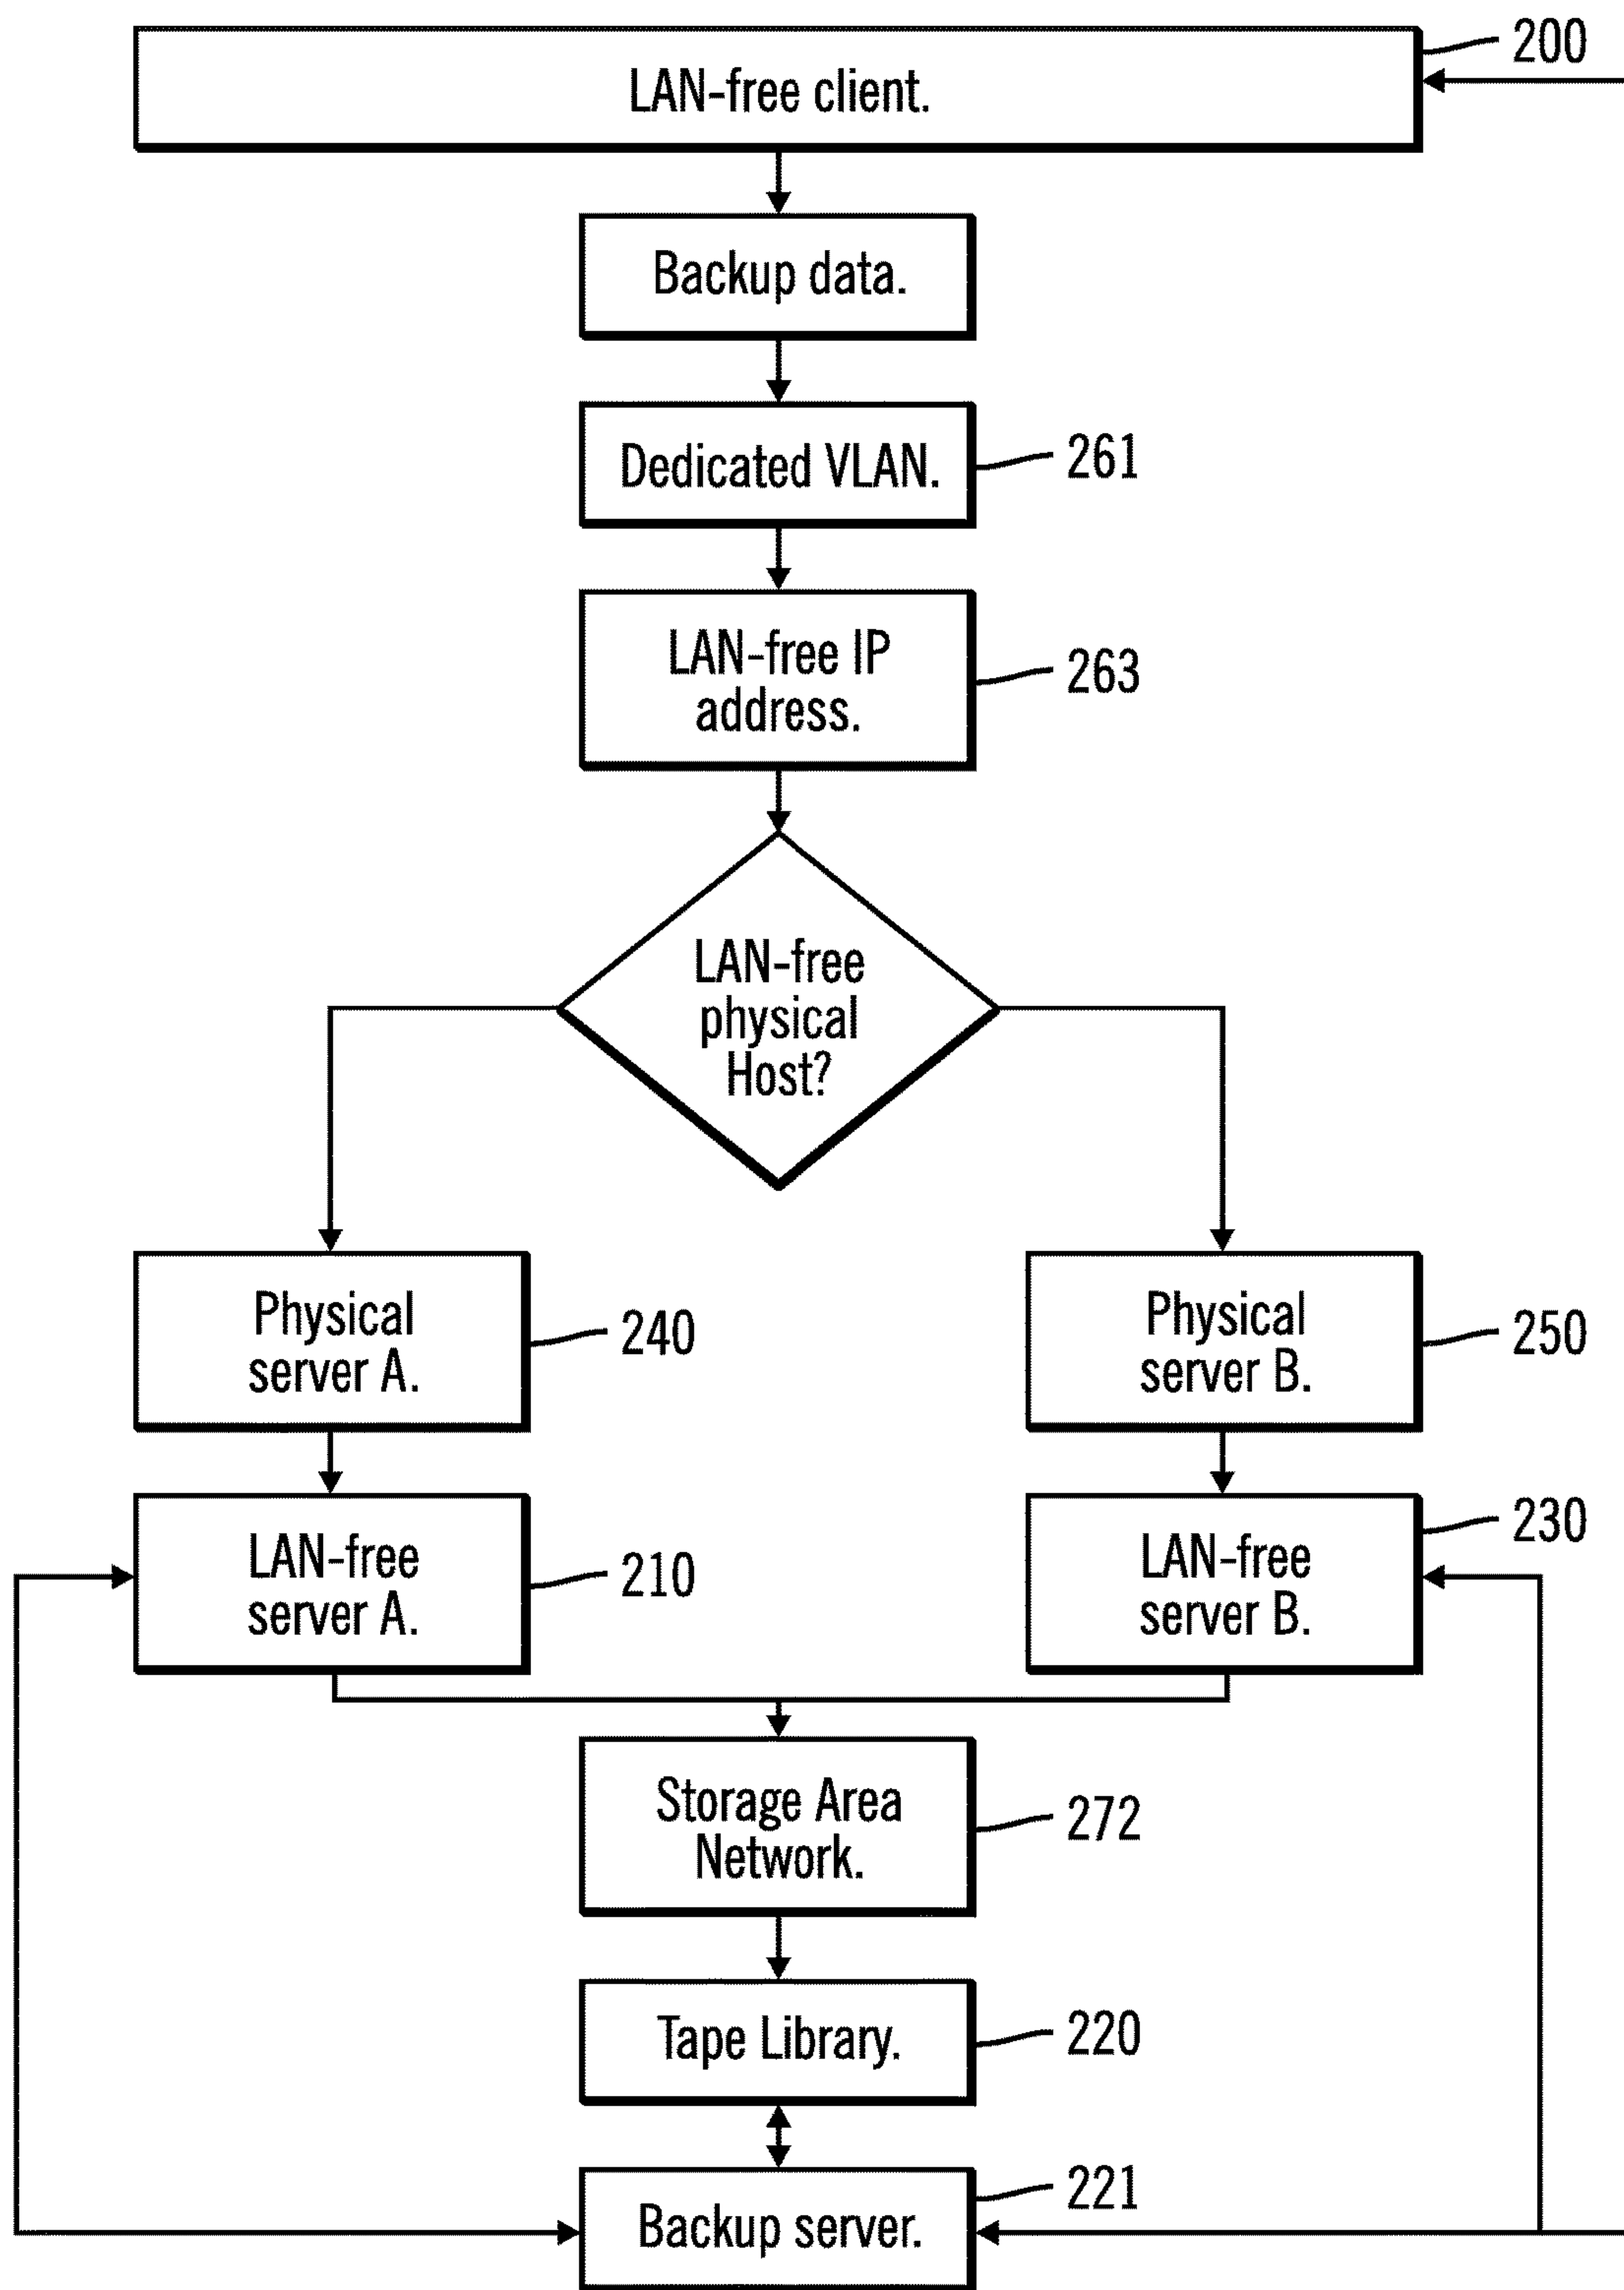 200
LAN-free client.
Backup data.
Dedicated VLAN.
261
LAN-free IP
address.
263
LAN-free
physical
Host?
Physical
server A.
240
Physical
server B.
250
LAN-free
server A.
210
LAN-free
server B.
230
Storage Area
Network.
272
Tape Library.
220
Backup server.
221